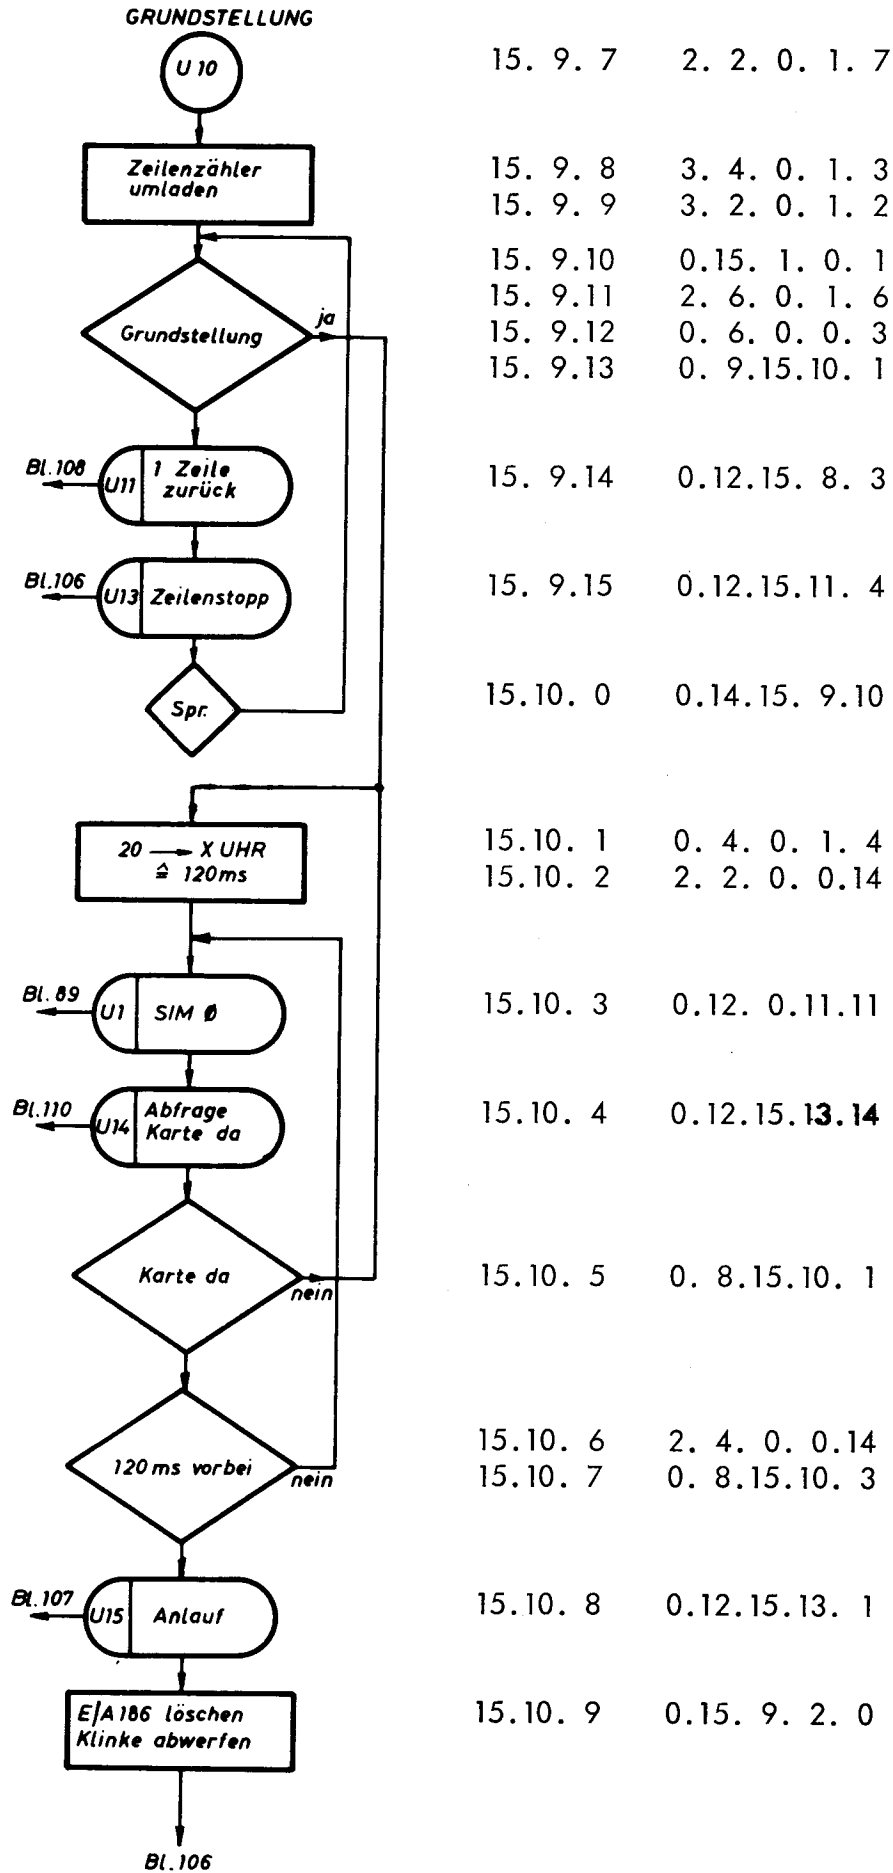 GRUNDSTELLUNG
U 10
15. 9. 7 2. 2. 0. 1. 7
Zeilenzähler
umladen
15. 9. 8 3. 4. 0. 1. 3
15. 9. 9 3. 2. 0. 1. 2
15. 9.10 0.15. 1. 0. 1
15. 9.11 2. 6. 0. 1. 6
Grundstellung
ja
15. 9.12 0. 6. 0. 0. 3
15. 9.13 0. 9.15.10. 1
Bl.108
U11
1 Zeile
zurück
15. 9.14 0.12.15. 8. 3
Bl.106
U13
Zeilenstopp
15. 9.15 0.12.15.11. 4
Spr.
15.10. 0 0.14.15. 9.10
20 → X UHR
≙ 120ms
15.10. 1 0. 4. 0. 1. 4
15.10. 2 2. 2. 0. 0.14
Bl.89
U1
SIM Ø
15.10. 3 0.12. 0.11.11
Bl.110
U14
Abfrage
Karte da
15.10. 4 0.12.15.13.14
Karte da
nein
15.10. 5 0. 8.15.10. 1
120ms vorbei
nein
15.10. 6 2. 4. 0. 0.14
15.10. 7 0. 8.15.10. 3
Bl.107
U15
Anlauf
15.10. 8 0.12.15.13. 1
E/A186 löschen
Klinke abwerfen
15.10. 9 0.15. 9. 2. 0
Bl.106